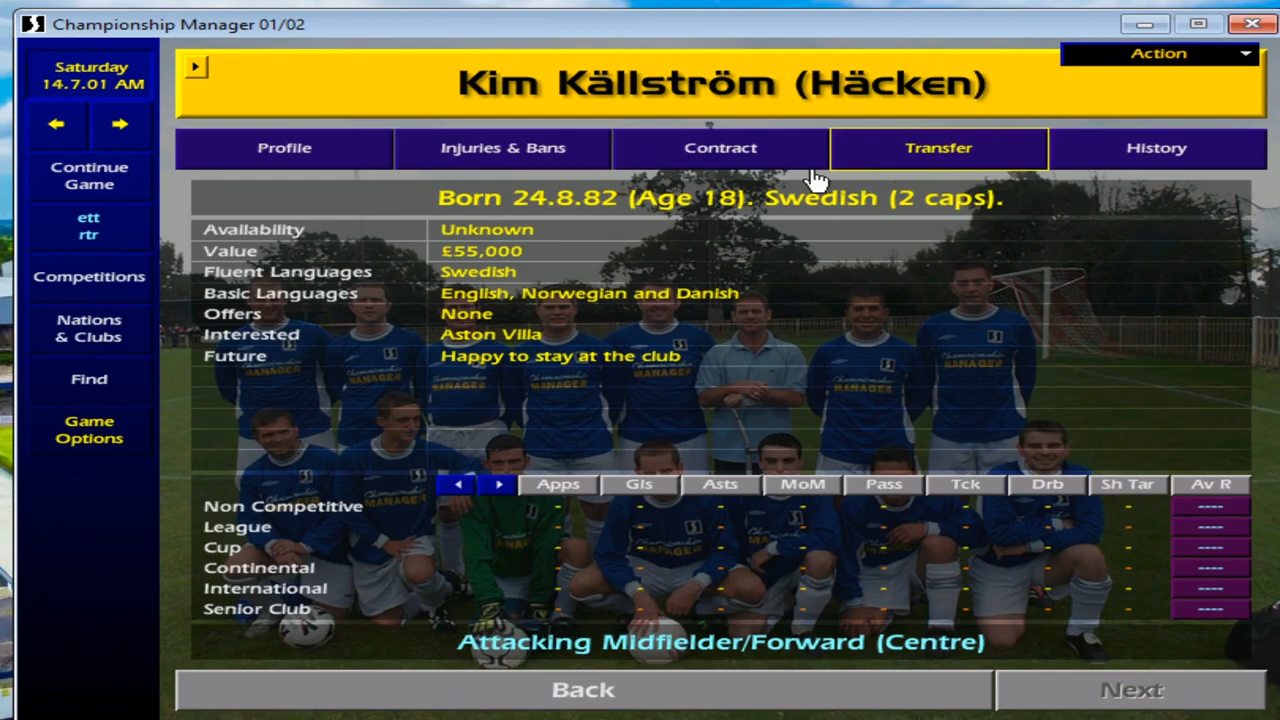 Championship Manager 01/02
Saturday
14.7.01 AM
Continue
Game
ett
rtr
Competitions
Nations
& Clubs
Find
Game
Options
Action
Kim Källström (Häcken)
Profile
Injuries & Bans
Contract
Transfer
History
Born 24.8.82 (Age 18). Swedish (2 caps).
Availability Unknown
Value £55,000
Fluent Languages Swedish
Basic Languages English, Norwegian and Danish
Offers None
Interested Aston Villa
Future Happy to stay at the club
Apps Gls Asts MoM Pass Tck Drb Sh Tar Av R
Non Competitive - - - - - - - - ----
League - - - - - - - - ----
Cup - - - - - - - - ----
Continental - - - - - - - - ----
International - - - - - - - - ----
Senior Club - - - - - - - - ----
Attacking Midfielder/Forward (Centre)
Back
Next